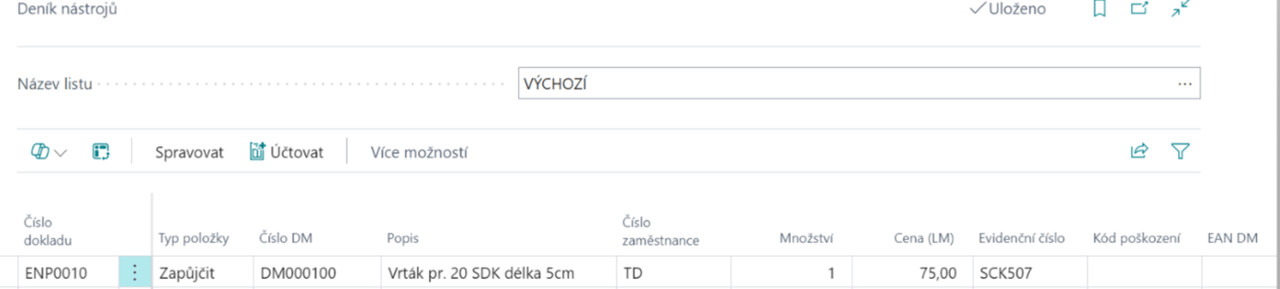 Deník nástrojů
Uloženo
Název listu
VÝCHOZÍ
Spravovat Účtovat Více možností
Číslo dokladu Typ položky Číslo DM Popis Číslo zaměstnance Množství Cena (LM) Evidenční číslo Kód poškození EAN DM
ENP0010 Zapůjčit DM000100 Vrták pr. 20 SDK délka 5cm TD 1 75,00 SCK507